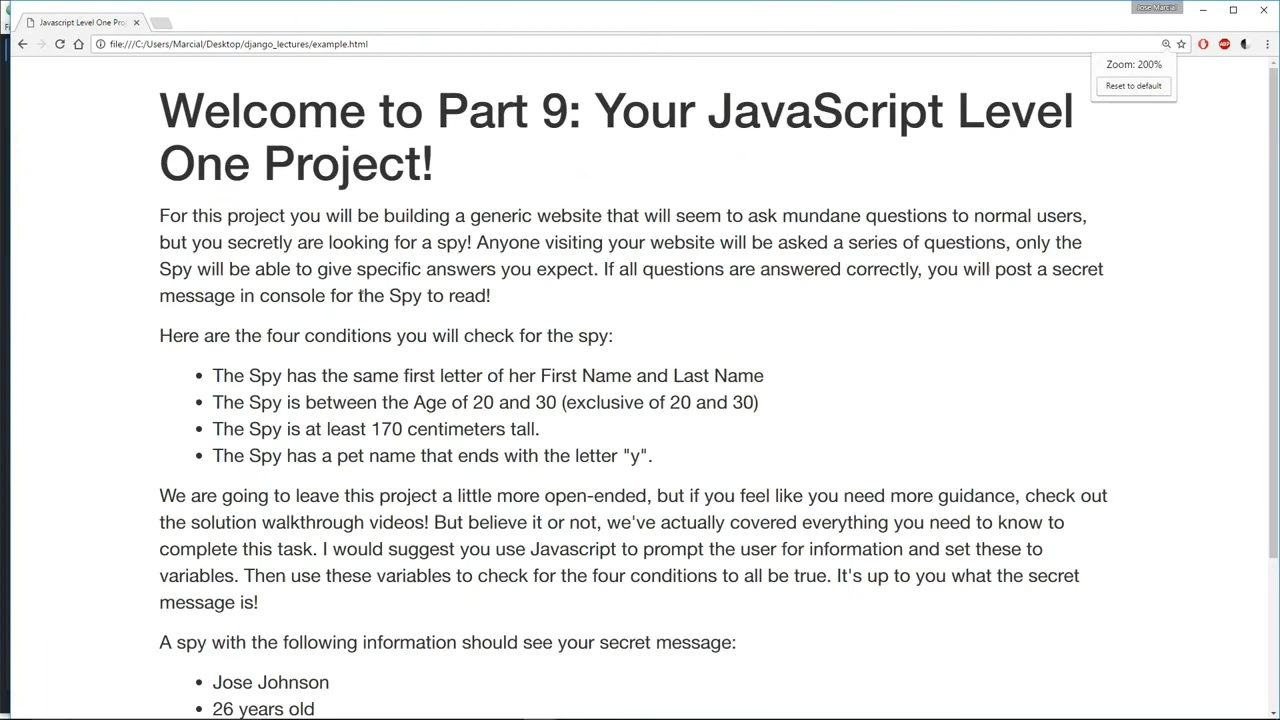 Jose Marcial
Javascript Level One Pro
file:///C:/Users/Marcial/Desktop/django_lectures/example.html
ABP
Zoom: 200%
Reset to default
Welcome to Part 9: Your JavaScript Level
One Project!
For this project you will be building a generic website that will seem to ask mundane questions to normal users,
but you secretly are looking for a spy! Anyone visiting your website will be asked a series of questions, only the
Spy will be able to give specific answers you expect. If all questions are answered correctly, you will post a secret
message in console for the Spy to read!
Here are the four conditions you will check for the spy:
• The Spy has the same first letter of her First Name and Last Name
• The Spy is between the Age of 20 and 30 (exclusive of 20 and 30)
• The Spy is at least 170 centimeters tall.
• The Spy has a pet name that ends with the letter "y".
We are going to leave this project a little more open-ended, but if you feel like you need more guidance, check out
the solution walkthrough videos! But believe it or not, we've actually covered everything you need to know to
complete this task. I would suggest you use Javascript to prompt the user for information and set these to
variables. Then use these variables to check for the four conditions to all be true. It's up to you what the secret
message is!
A spy with the following information should see your secret message:
• Jose Johnson
• 26 years old